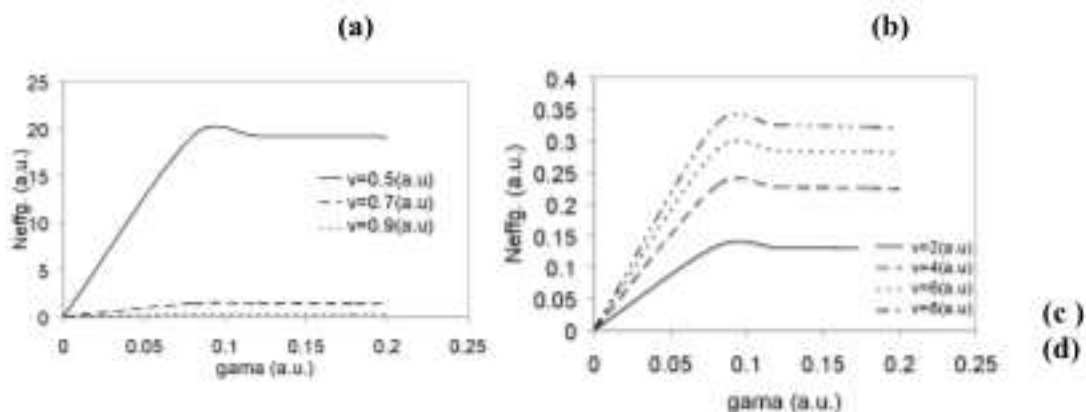 (a)
(b)
25
20
15
10
5
0
Neffg. (a.u.)
v=0.5(a.u)
v=0.7(a.u)
v=0.9(a.u)
0 0.05 0.1 0.15 0.2 0.25
gama (a.u.)
0.4
0.35
0.3
0.25
0.2
0.15
0.1
0.05
0
Neffg. (a.u.)
v=2(a.u)
v=4(a.u)
v=6(a.u)
v=8(a.u)
0 0.05 0.1 0.15 0.2 0.25
gama (a.u.)
(c )
(d)